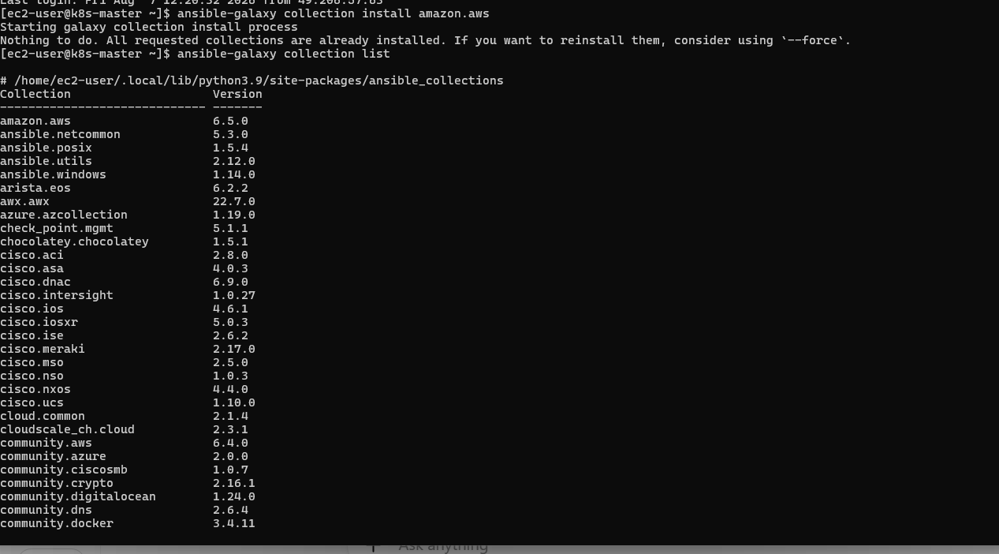 Last login: Fri Aug  7 12:20:32 2026 from 49.206.57.63
[ec2-user@k8s-master ~]$ ansible-galaxy collection install amazon.aws
Starting galaxy collection install process
Nothing to do. All requested collections are already installed. If you want to reinstall them, consider using `--force`.
[ec2-user@k8s-master ~]$ ansible-galaxy collection list
# /home/ec2-user/.local/lib/python3.9/site-packages/ansible_collections
Collection                    Version
----------------------------- -------
amazon.aws                    6.5.0
ansible.netcommon             5.3.0
ansible.posix                 1.5.4
ansible.utils                 2.12.0
ansible.windows               1.14.0
arista.eos                    6.2.2
awx.awx                       22.7.0
azure.azcollection            1.19.0
check_point.mgmt              5.1.1
chocolatey.chocolatey         1.5.1
cisco.aci                     2.8.0
cisco.asa                     4.0.3
cisco.dnac                    6.9.0
cisco.intersight              1.0.27
cisco.ios                     4.6.1
cisco.iosxr                   5.0.3
cisco.ise                     2.6.2
cisco.meraki                  2.17.0
cisco.mso                     2.5.0
cisco.nso                     1.0.3
cisco.nxos                    4.4.0
cisco.ucs                     1.10.0
cloud.common                  2.1.4
cloudscale_ch.cloud           2.3.1
community.aws                 6.4.0
community.azure               2.0.0
community.ciscosmb            1.0.7
community.crypto              2.16.1
community.digitalocean        1.24.0
community.dns                 2.6.4
community.docker              3.4.11
Ask anything